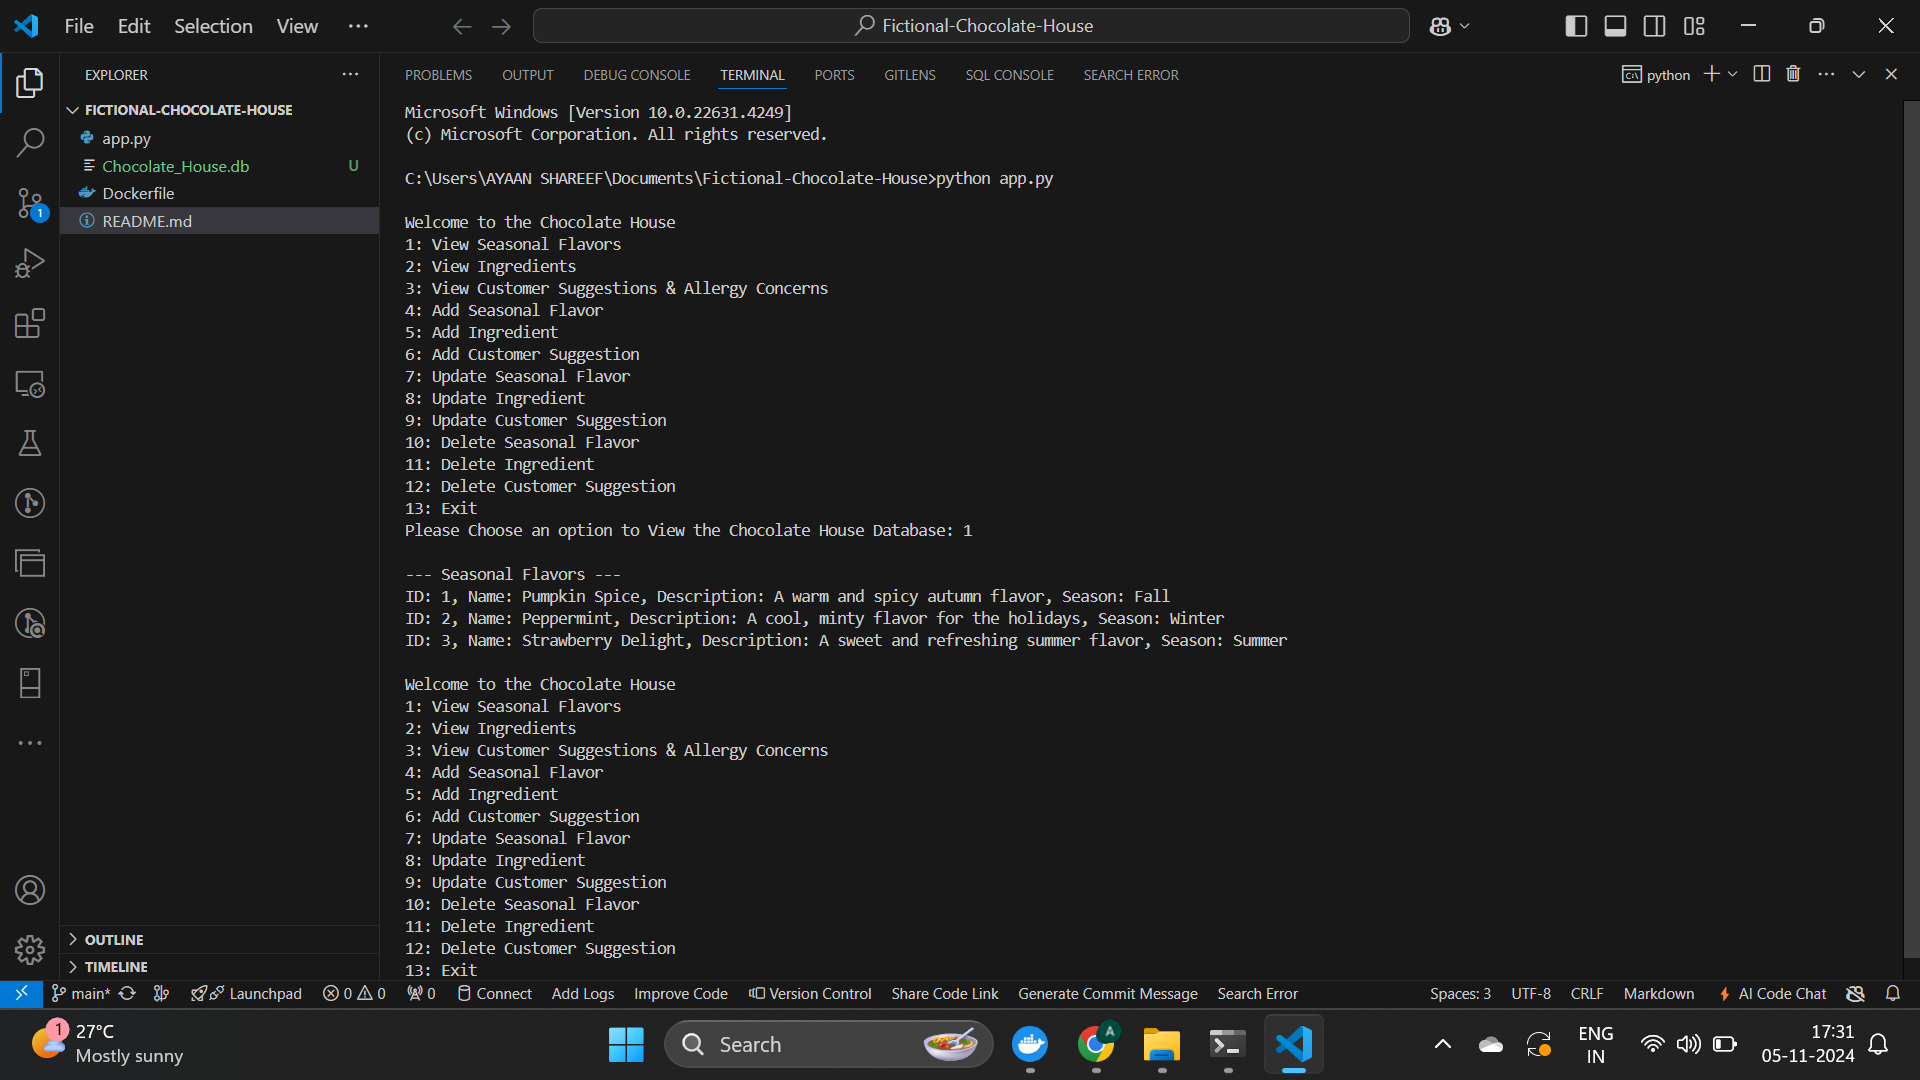 File Edit Selection View
Fictional-Chocolate-House
EXPLORER
FICTIONAL-CHOCOLATE-HOUSE
app.py
Chocolate_House.db U
Dockerfile
README.md
1
OUTLINE
TIMELINE
PROBLEMS OUTPUT DEBUG CONSOLE TERMINAL PORTS GITLENS SQL CONSOLE SEARCH ERROR
python
Microsoft Windows [Version 10.0.22631.4249]
(c) Microsoft Corporation. All rights reserved.
C:\Users\AYAAN SHAREEF\Documents\Fictional-Chocolate-House>python app.py
Welcome to the Chocolate House
1: View Seasonal Flavors
2: View Ingredients
3: View Customer Suggestions & Allergy Concerns
4: Add Seasonal Flavor
5: Add Ingredient
6: Add Customer Suggestion
7: Update Seasonal Flavor
8: Update Ingredient
9: Update Customer Suggestion
10: Delete Seasonal Flavor
11: Delete Ingredient
12: Delete Customer Suggestion
13: Exit
Please Choose an option to View the Chocolate House Database: 1
--- Seasonal Flavors ---
ID: 1, Name: Pumpkin Spice, Description: A warm and spicy autumn flavor, Season: Fall
ID: 2, Name: Peppermint, Description: A cool, minty flavor for the holidays, Season: Winter
ID: 3, Name: Strawberry Delight, Description: A sweet and refreshing summer flavor, Season: Summer
Welcome to the Chocolate House
1: View Seasonal Flavors
2: View Ingredients
3: View Customer Suggestions & Allergy Concerns
4: Add Seasonal Flavor
5: Add Ingredient
6: Add Customer Suggestion
7: Update Seasonal Flavor
8: Update Ingredient
9: Update Customer Suggestion
10: Delete Seasonal Flavor
11: Delete Ingredient
12: Delete Customer Suggestion
13: Exit
main* Launchpad 0 0 0 Connect Add Logs Improve Code Version Control Share Code Link Generate Commit Message Search Error Spaces: 3 UTF-8 CRLF Markdown AI Code Chat
1
27°C
Mostly sunny
Search
A
ENG
IN
17:31
05-11-2024